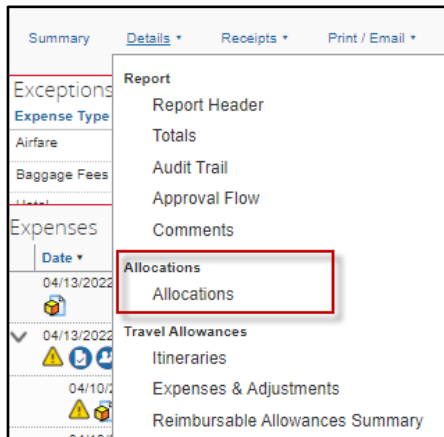 Summary Details Receipts Print / Email
Exceptions
Expense Type
Airfare
Baggage Fees
Hotel
Expenses
Date
04/13/2022
04/13/2022
04/10/2
Report
Report Header
Totals
Audit Trail
Approval Flow
Comments
Allocations
Allocations
Travel Allowances
Itineraries
Expenses & Adjustments
Reimbursable Allowances Summary